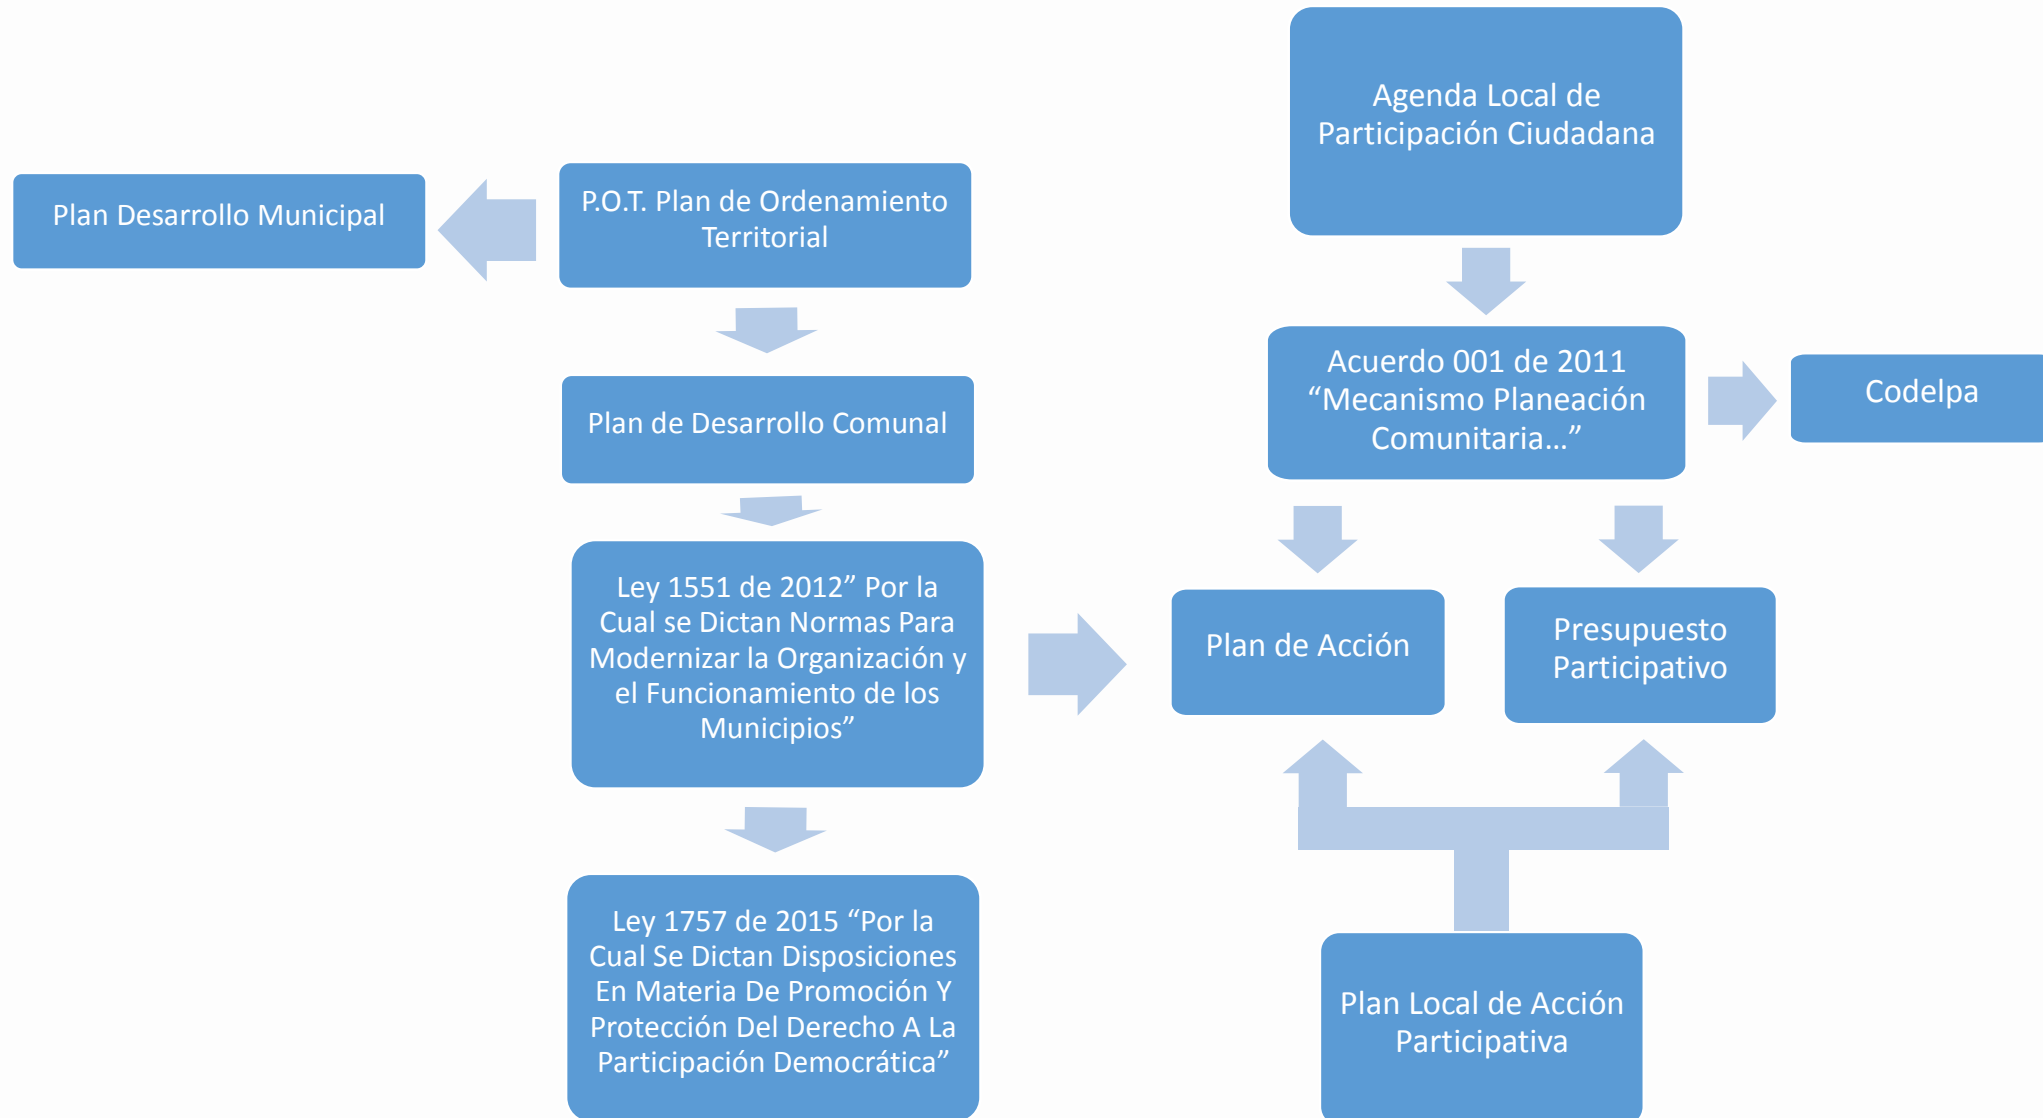 Plan Desarrollo Municipal
P.O.T. Plan de Ordenamiento
Territorial
Plan de Desarrollo Comunal
Ley 1551 de 2012” Por la
Cual se Dictan Normas Para
Modernizar la Organización y
el Funcionamiento de los
Municipios”
Ley 1757 de 2015 “Por la
Cual Se Dictan Disposiciones
En Materia De Promoción Y
Protección Del Derecho A La
Participación Democrática”
Agenda Local de
Participación Ciudadana
Acuerdo 001 de 2011
“Mecanismo Planeación
Comunitaria…”
Codelpa
Plan de Acción
Presupuesto
Participativo
Plan Local de Acción
Participativa